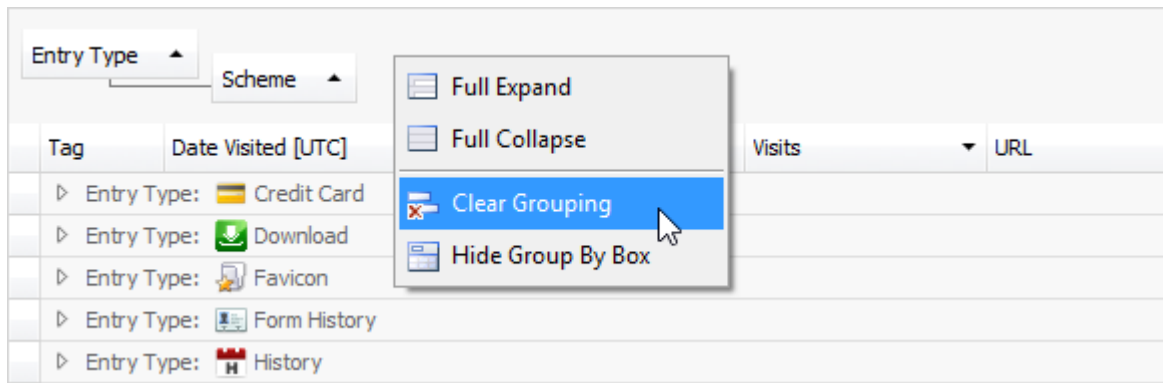 Entry Type
Scheme
Full Expand
Full Collapse
Clear Grouping
Hide Group By Box
Tag Date Visited [UTC] Visits URL
Entry Type: Credit Card
Entry Type: Download
Entry Type: Favicon
Entry Type: Form History
Entry Type: History